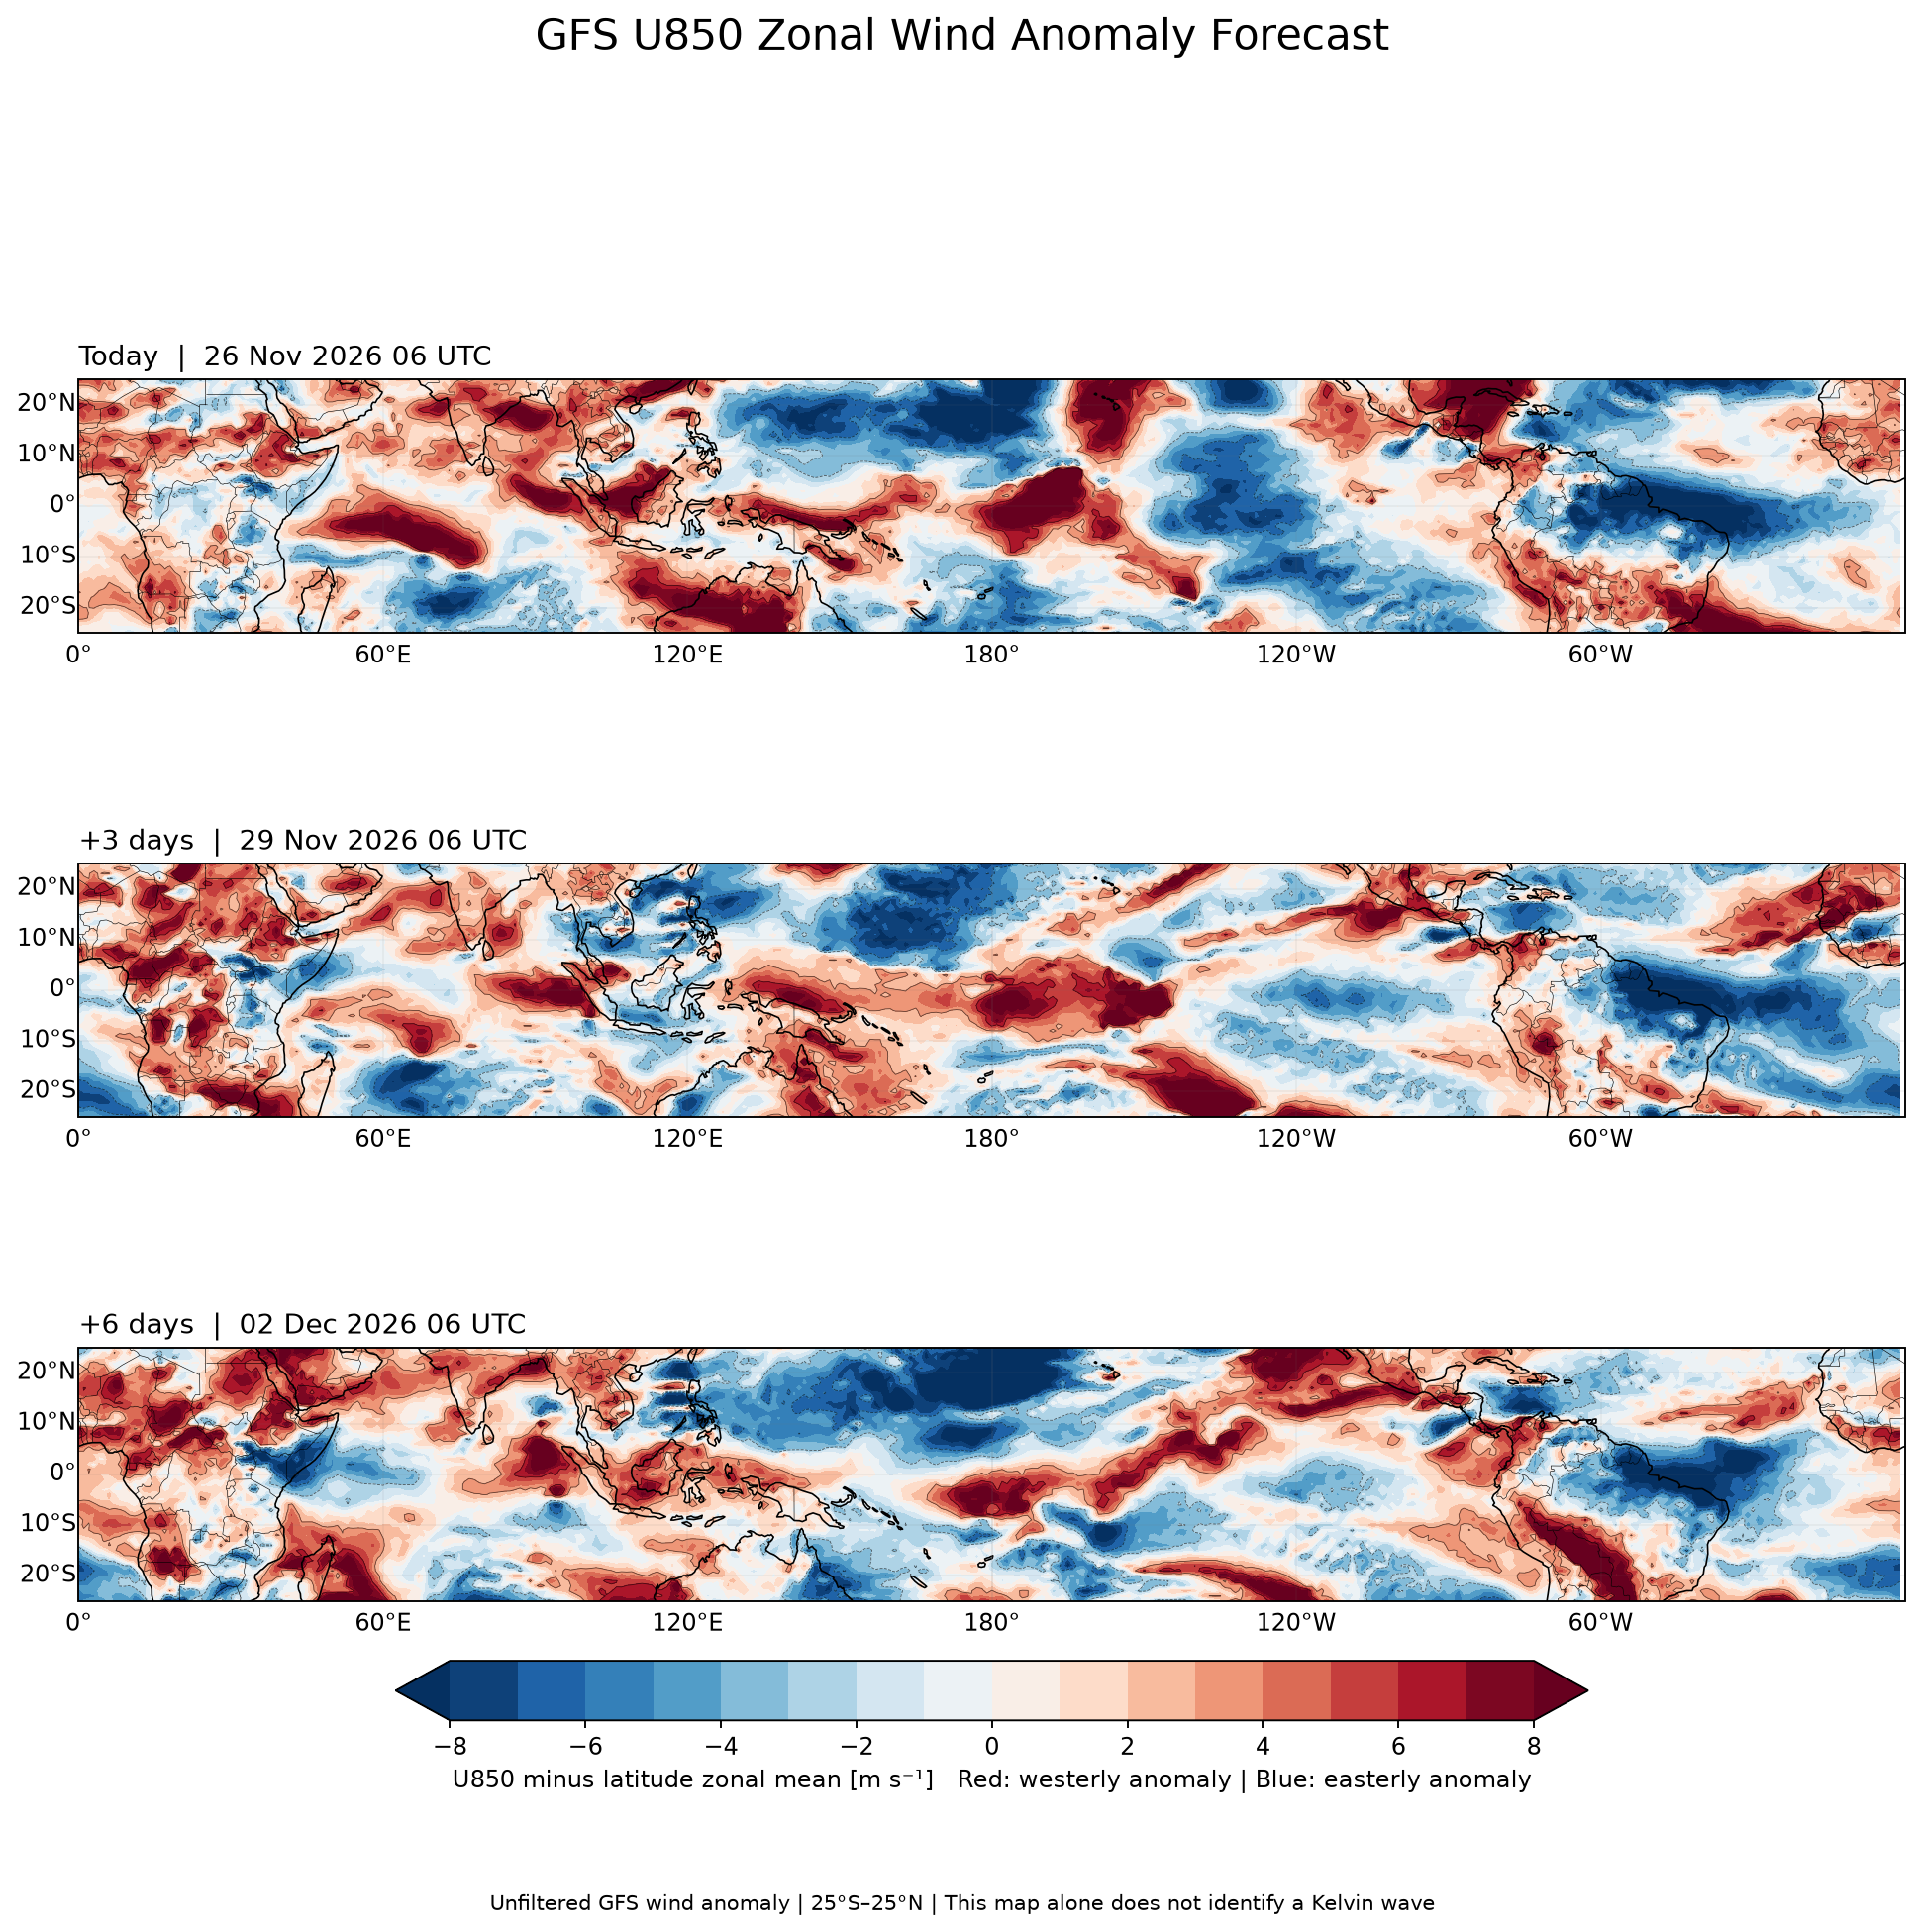 GFS U850 Zonal Wind Anomaly Forecast
Today | 26 Nov 2026 06 UTC
20°N
10°N
0°
10°S
20°S
0° 60°E 120°E 180° 120°W 60°W
+3 days | 29 Nov 2026 06 UTC
20°N
10°N
0°
10°S
20°S
0° 60°E 120°E 180° 120°W 60°W
+6 days | 02 Dec 2026 06 UTC
20°N
10°N
0°
10°S
20°S
0° 60°E 120°E 180° 120°W 60°W
−8 −6 −4 −2 0 2 4 6 8
U850 minus latitude zonal mean [m s⁻¹] Red: westerly anomaly | Blue: easterly anomaly
Unfiltered GFS wind anomaly | 25°S–25°N | This map alone does not identify a Kelvin wave